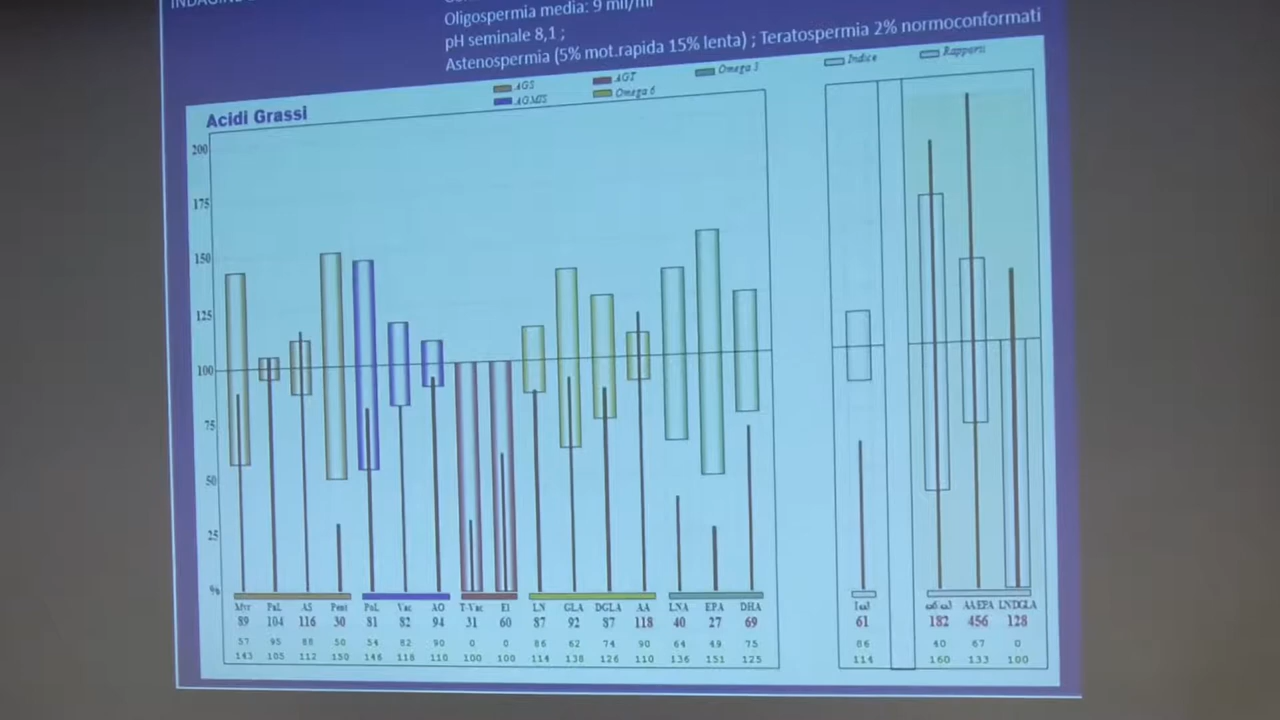 Oligospermia media: 9 mil/ml
pH seminale 8,1 ;
Astenospermia (5% mot.rapida 15% lenta) ; Teratospermia 2% normoconformati
AGS AGT Omega 3 Indice Rapporti
AGMIS Omega 6
Acidi Grassi
200
175
150
125
100
75
50
25
%
Myr PaL AS Pent PoL Vac AO T-Vac El LN GLA DGLA AA LNA EPA DHA AAEPA LNDGLA
89 104 116 30 81 82 94 31 60 87 92 87 118 40 27 69 61 182 456 128
57 95 88 50 54 82 90 0 0 86 62 74 90 64 49 75 86 40 67 0
143 105 112 150 146 118 110 100 100 114 138 126 110 136 151 125 114 160 133 100